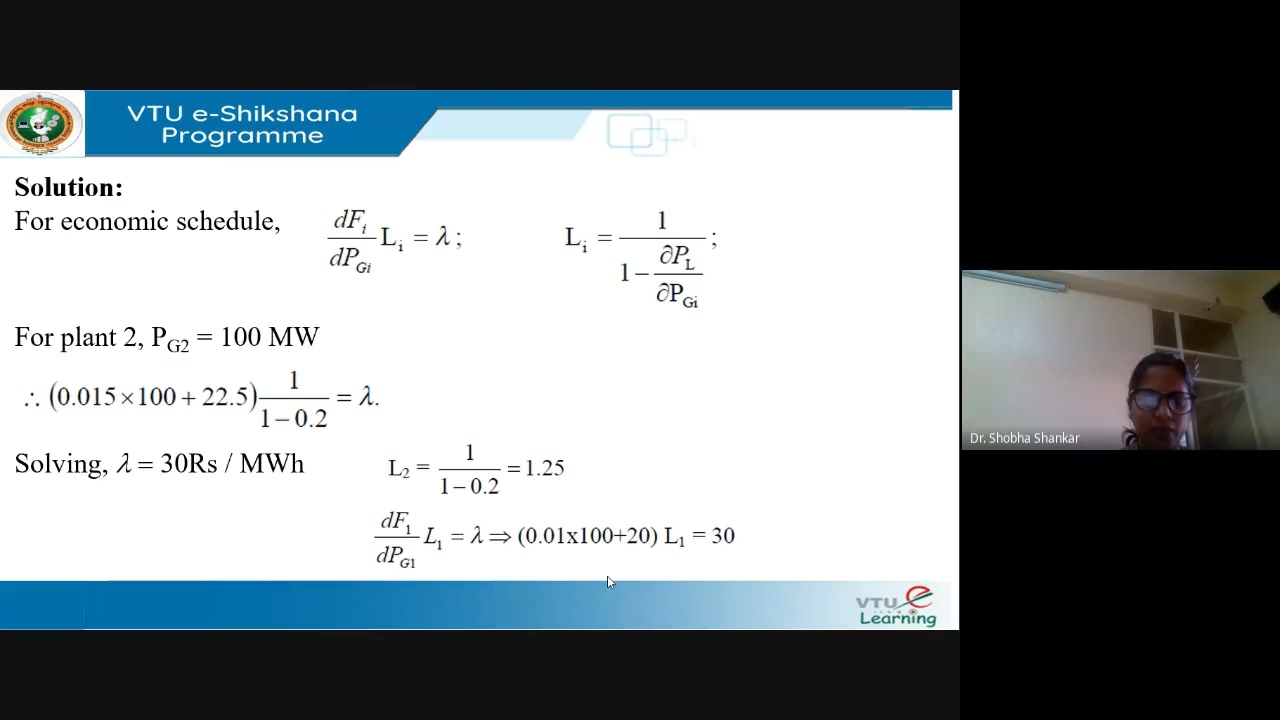 VTU e-Shikshana
Programme
Solution:
For economic schedule, dF_i/dP_Gi L_i = λ ; L_i = 1/(1 − ∂P_L/∂P_Gi) ;
For plant 2, P_G2 = 100 MW
∴ (0.015 × 100 + 22.5) 1/(1 − 0.2) = λ.
Solving, λ = 30Rs / MWh L_2 = 1/(1 − 0.2) = 1.25
dF_1/dP_G1 L_1 = λ ⇒ (0.01x100+20) L_1 = 30
VTU e
Learning
Dr. Shobha Shankar